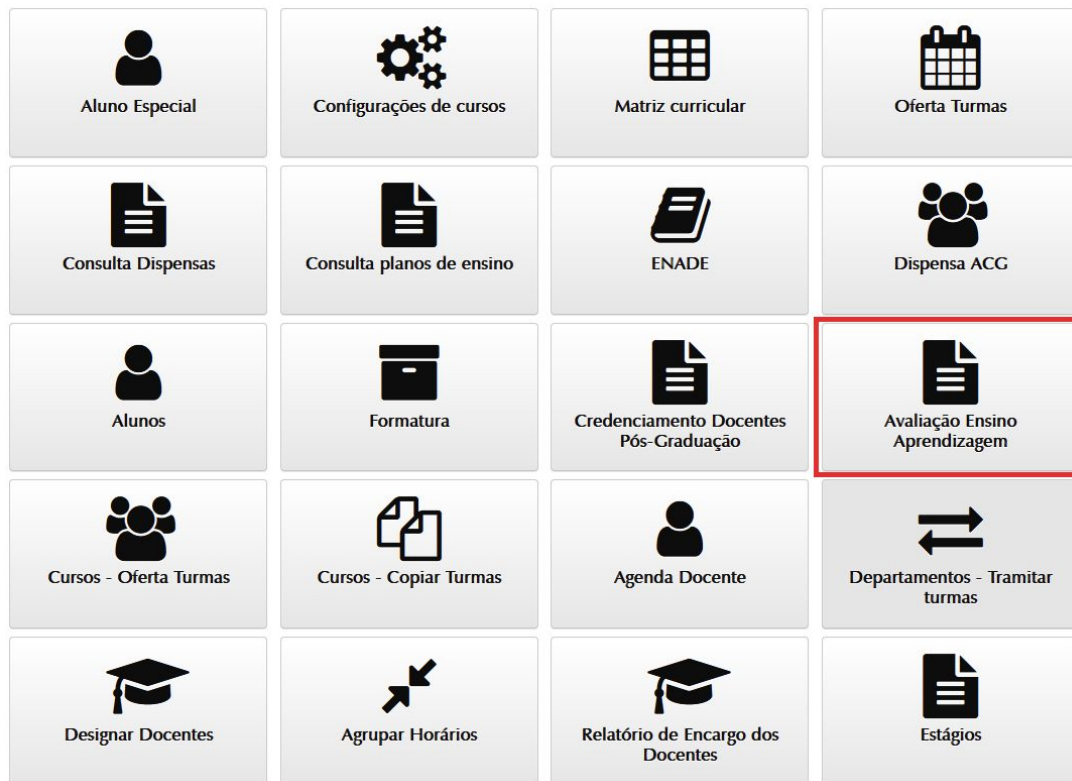 Aluno Especial
Configurações de cursos
Matriz curricular
Oferta Turmas
Consulta Dispensas
Consulta planos de ensino
ENADE
Dispensa ACG
Alunos
Formatura
Credenciamento Docentes
Pós-Graduação
Avaliação Ensino
Aprendizagem
Cursos - Oferta Turmas
Cursos - Copiar Turmas
Agenda Docente
Departamentos - Tramitar
turmas
Designar Docentes
Agrupar Horários
Relatório de Encargo dos
Docentes
Estágios